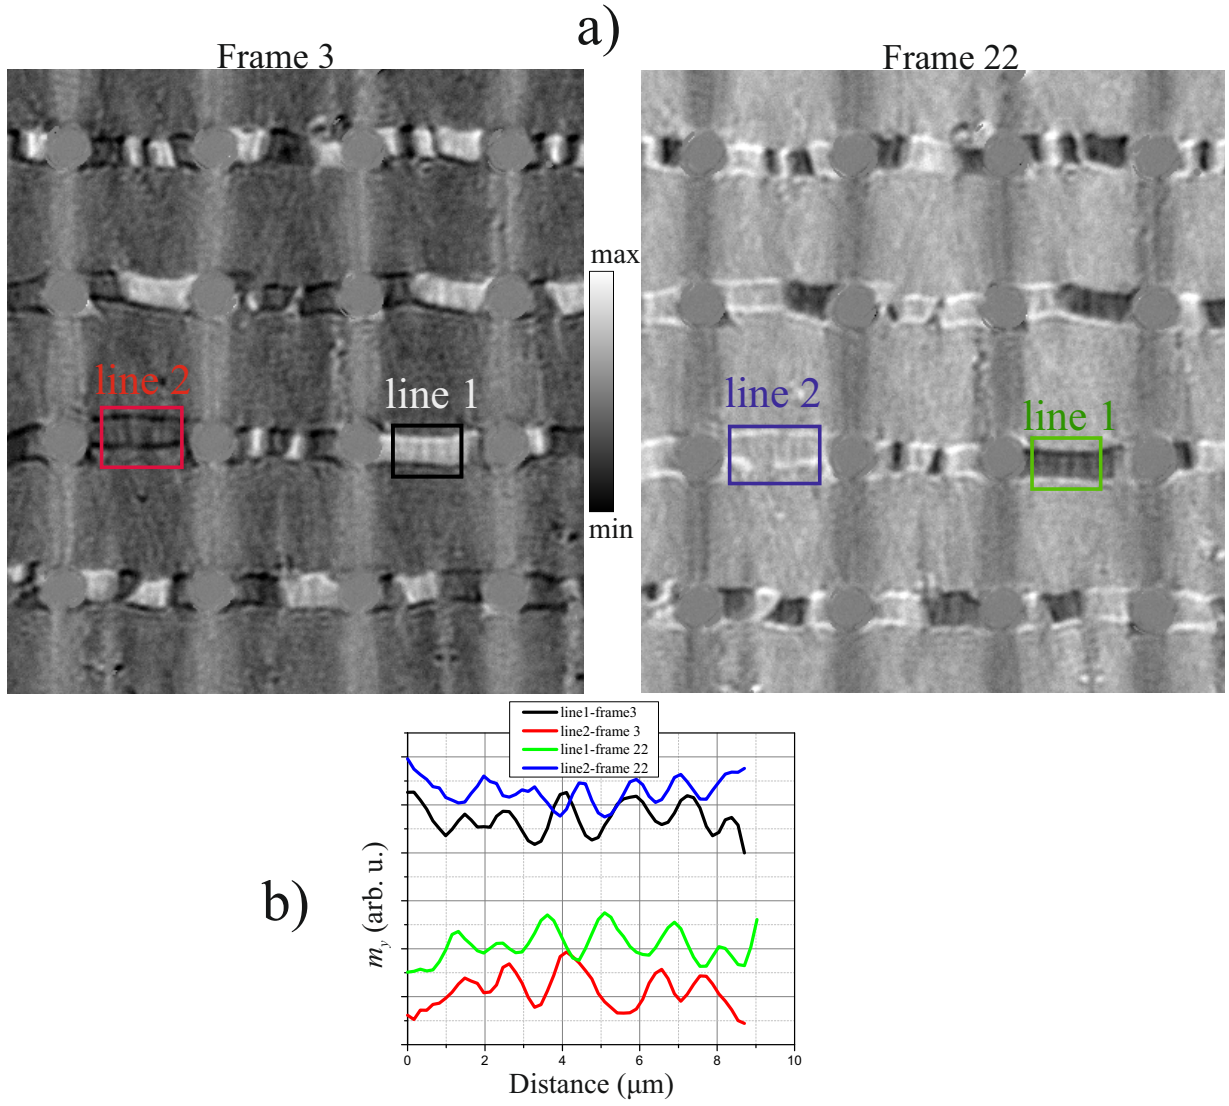 a)
Frame 3
Frame 22
max
min
line 2
line 1
line 2
line 1
line1-frame3
line2-frame 3
line1-frame 22
line2-frame 22
b)
m_y (arb. u.)
0 2 4 6 8 10
Distance (μm)